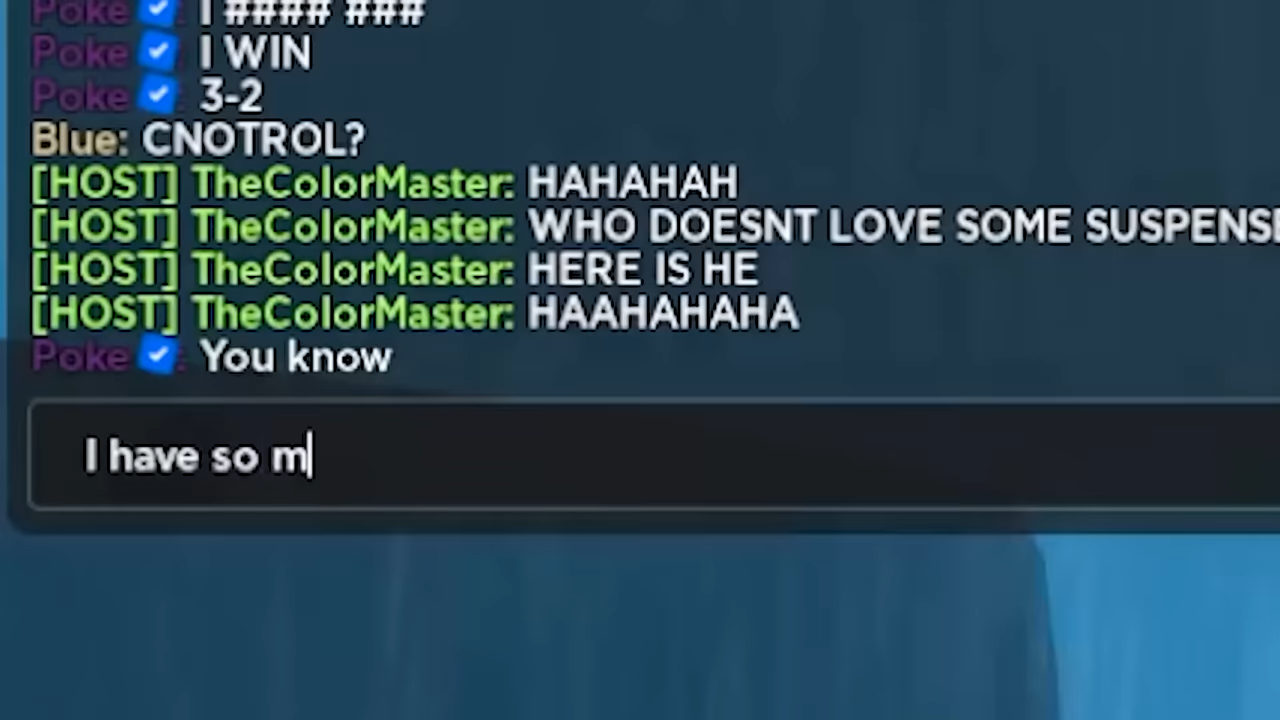 Poke: I #### ###
Poke: I WIN
Poke: 3-2
Blue: CNOTROL?
[HOST] TheColorMaster: HAHAHAH
[HOST] TheColorMaster: WHO DOESNT LOVE SOME SUSPENSE
[HOST] TheColorMaster: HERE IS HE
[HOST] TheColorMaster: HAAHAHAHA
Poke: You know
I have so m